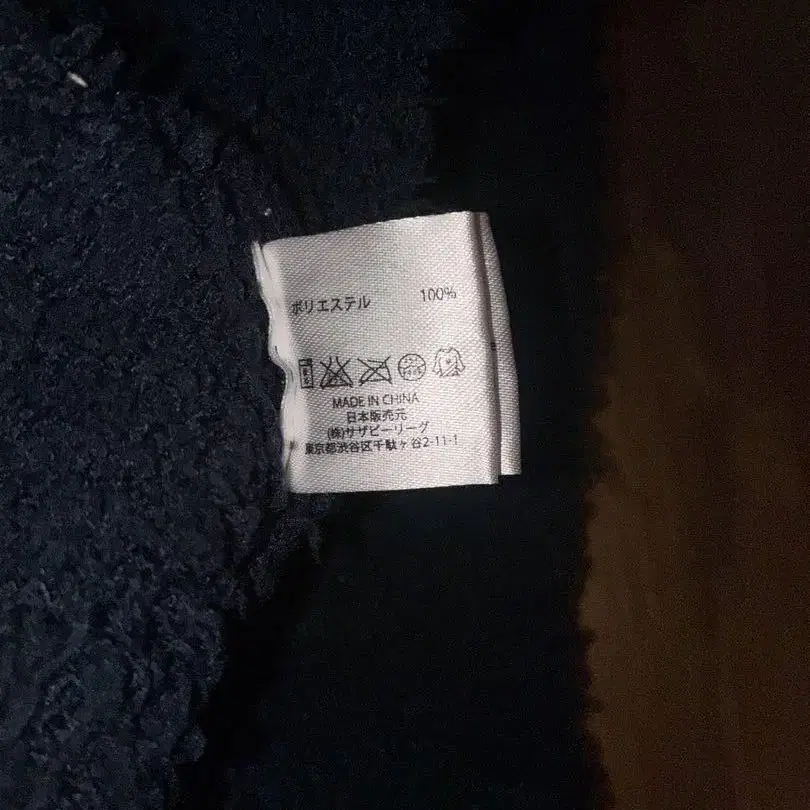 ポリエステル 100%
MADE IN CHINA
日本販売元
(株)サザビーリーグ
東京都渋谷区千駄ヶ谷2-11-1